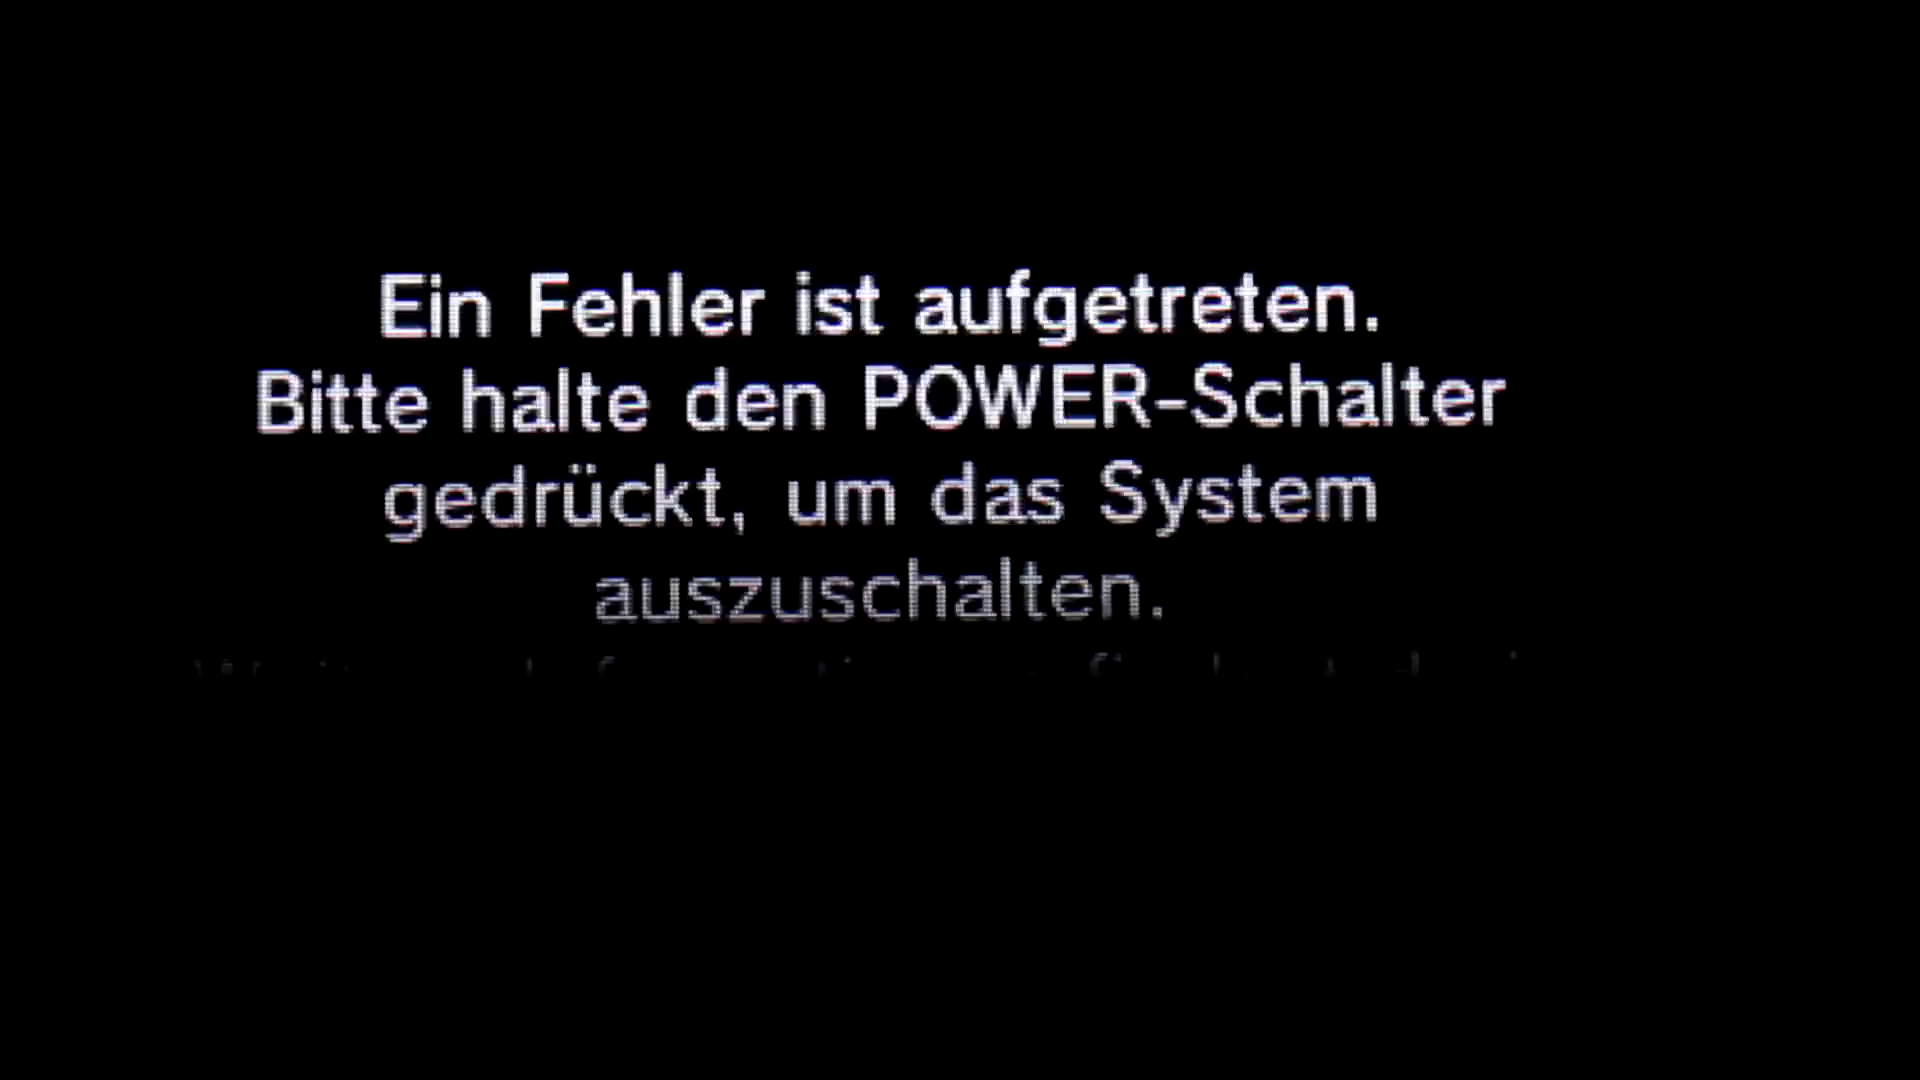 Ein Fehler ist aufgetreten.
Bitte halte den POWER-Schalter
gedrückt, um das System
auszuschalten.